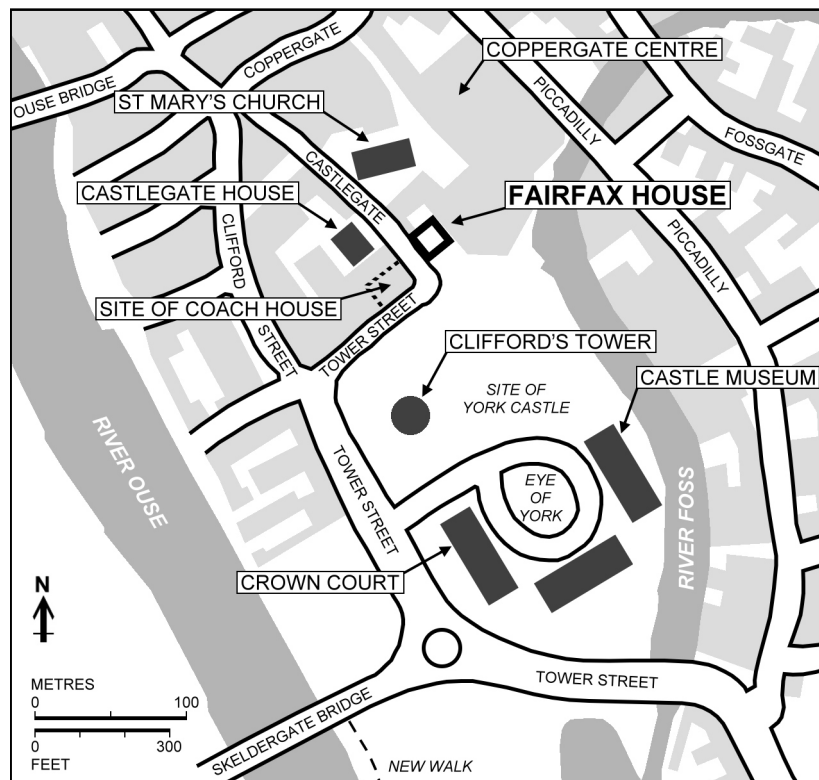 COPPERGATE
COPPERGATE CENTRE
OUSE BRIDGE
ST MARY'S CHURCH
PICCADILLY
FOSSGATE
CASTLEGATE
CASTLEGATE HOUSE
FAIRFAX HOUSE
CLIFFORD
STREET
PICCADILLY
SITE OF COACH HOUSE
TOWER STREET
CLIFFORD'S TOWER
CASTLE MUSEUM
SITE OF
YORK CASTLE
RIVER OUSE
TOWER STREET
EYE
OF
YORK
RIVER FOSS
CROWN COURT
N
TOWER STREET
METRES
0 100
0 300
FEET
SKELDERGATE BRIDGE
NEW WALK